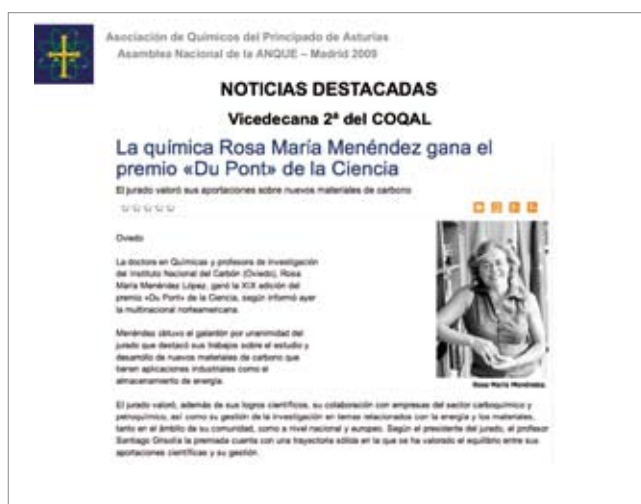 Asociación de Químicos del Principado de Asturias
Asamblea Nacional de la ANQUE – Madrid 2009
NOTICIAS DESTACADAS
Vicedecana 2ª del COQAL
La química Rosa María Menéndez gana el
premio «Du Pont» de la Ciencia
El jurado valoró sus aportaciones sobre nuevos materiales de carbono
Oviedo
La doctora en Químicas y profesora de investigación
del Instituto Nacional del Carbón (Oviedo), Rosa
María Menéndez López, ganó la XIX edición del
premio «Du Pont» de la Ciencia, según informó ayer
la multinacional norteamericana.
Menéndez obtuvo el galardón por unanimidad del
jurado que destacó sus trabajos sobre el estudio y
desarrollo de nuevos materiales de carbono que
tienen aplicaciones industriales como el
almacenamiento de energía.
Rosa María Menéndez.
El jurado valoró, además de sus logros científicos, su colaboración con empresas del sector carboquímico y
petroquímico, así como su gestión de la investigación en temas relacionados con la energía y los materiales,
tanto en el ámbito de su comunidad, como a nivel nacional y europeo. Según el presidente del jurado, el profesor
Santiago Grisolía la premiada cuenta con una trayectoria sólida en la que se ha valorado el equilibrio entre sus
aportaciones científicas y su gestión.